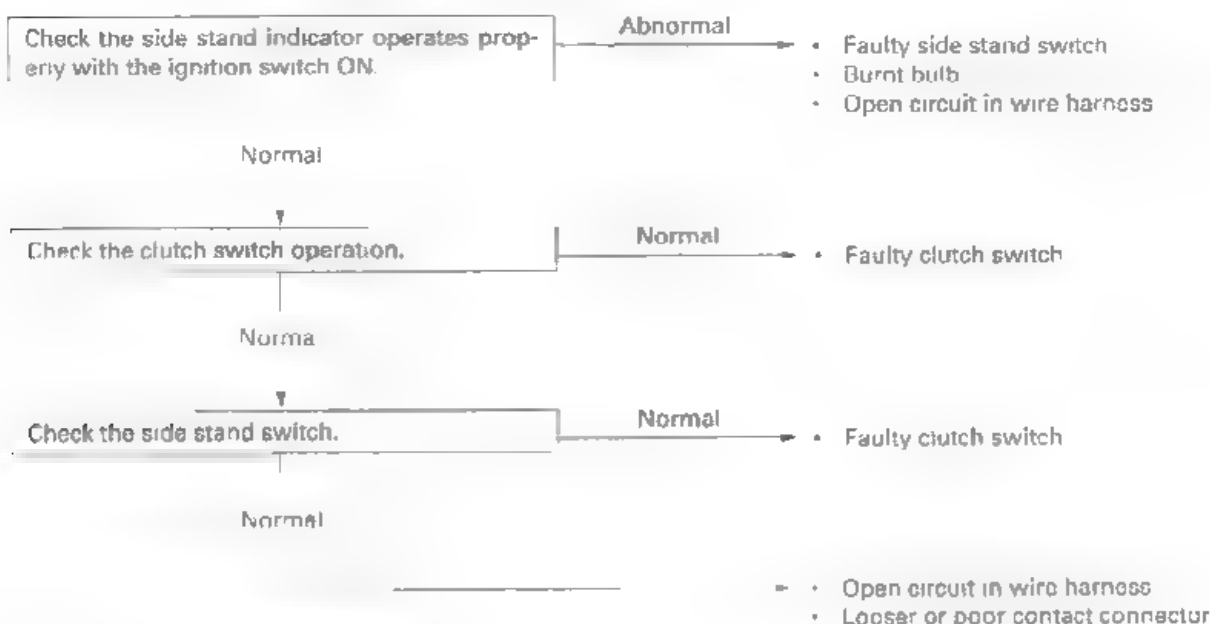 Check the side stand indicator operates prop-
erly with the ignition switch ON.
Abnormal
• Faulty side stand switch
• Burnt bulb
• Open circuit in wire harness
Normal
Check the clutch switch operation.
Normal
• Faulty clutch switch
Norma
Check the side stand switch.
Normal
• Faulty clutch switch
Normal
• Open circuit in wire harness
• Looser or poor contact connector